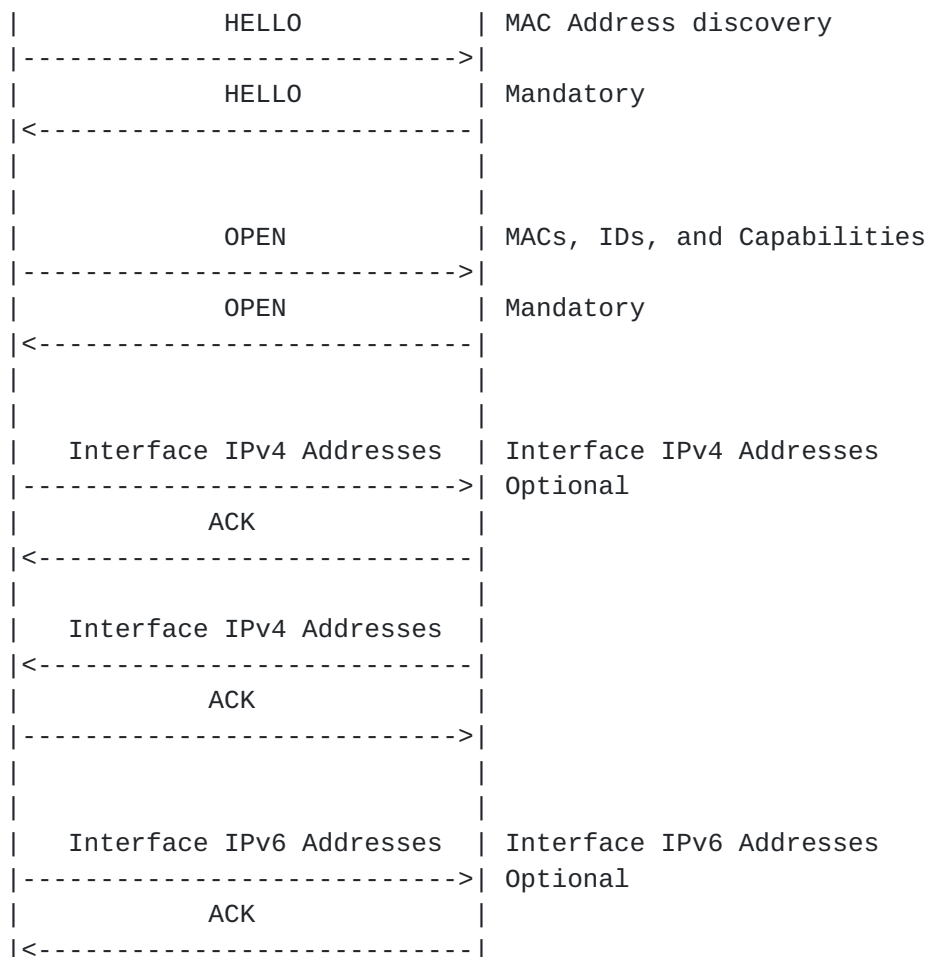 |             HELLO            | MAC Address discovery
|---------------------------->|
|             HELLO            | Mandatory
|<----------------------------|
|                              |
|                              |
|             OPEN             | MACs, IDs, and Capabilities
|---------------------------->|
|             OPEN             | Mandatory
|<----------------------------|
|                              |
|                              |
|   Interface IPv4 Addresses   | Interface IPv4 Addresses
|---------------------------->| Optional
|            ACK               |
|<----------------------------|
|                              |
|   Interface IPv4 Addresses   |
|<----------------------------|
|            ACK               |
|---------------------------->|
|                              |
|                              |
|   Interface IPv6 Addresses   | Interface IPv6 Addresses
|---------------------------->| Optional
|            ACK               |
|<----------------------------|